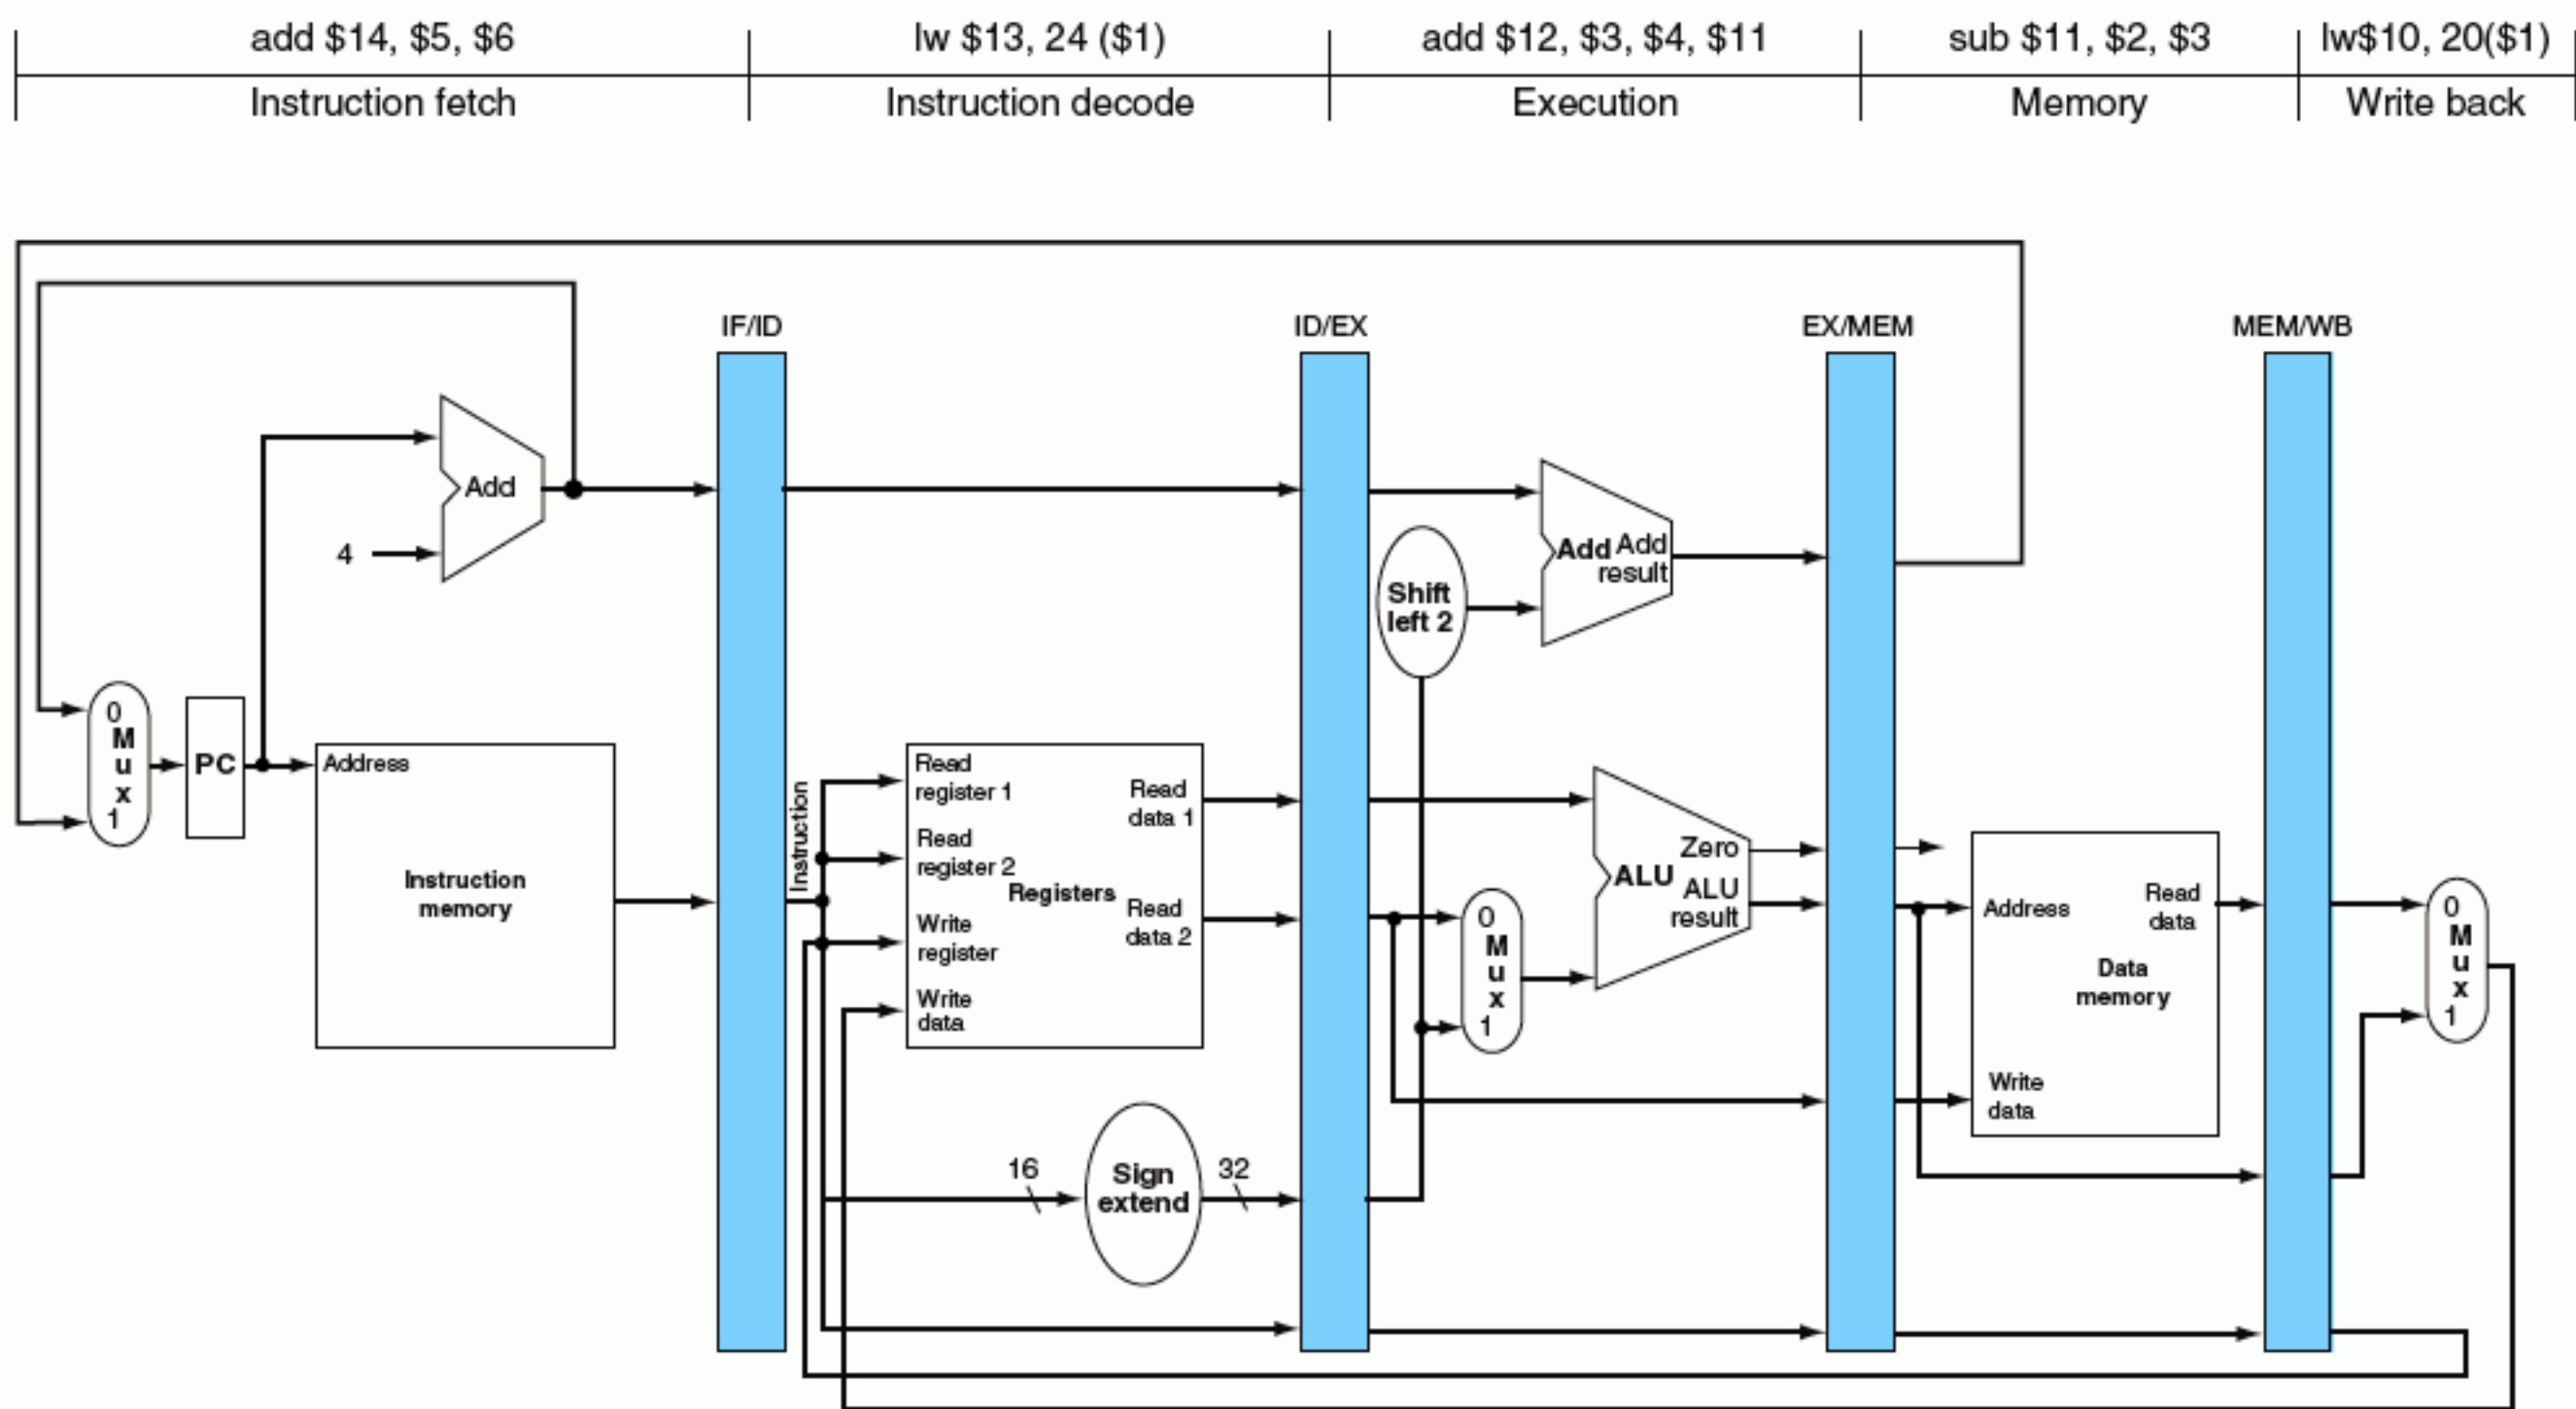 add $14, $5, $6
lw $13, 24 ($1)
add $12, $3, $4, $11
sub $11, $2, $3
lw$10, 20($1)
Instruction fetch
Instruction decode
Execution
Memory
Write back
IF/ID
ID/EX
EX/MEM
MEM/WB
Add
4
Add
Add
result
Shift
left 2
0
M
u
x
1
PC
Address
Instruction
memory
Instruction
Read
register 1
Read
register 2
Write
register
Write
data
Registers
Read
data 1
Read
data 2
16
Sign
extend
32
0
M
u
x
1
Zero
ALU
ALU
result
Address
Read
data
Data
memory
Write
data
0
M
u
x
1